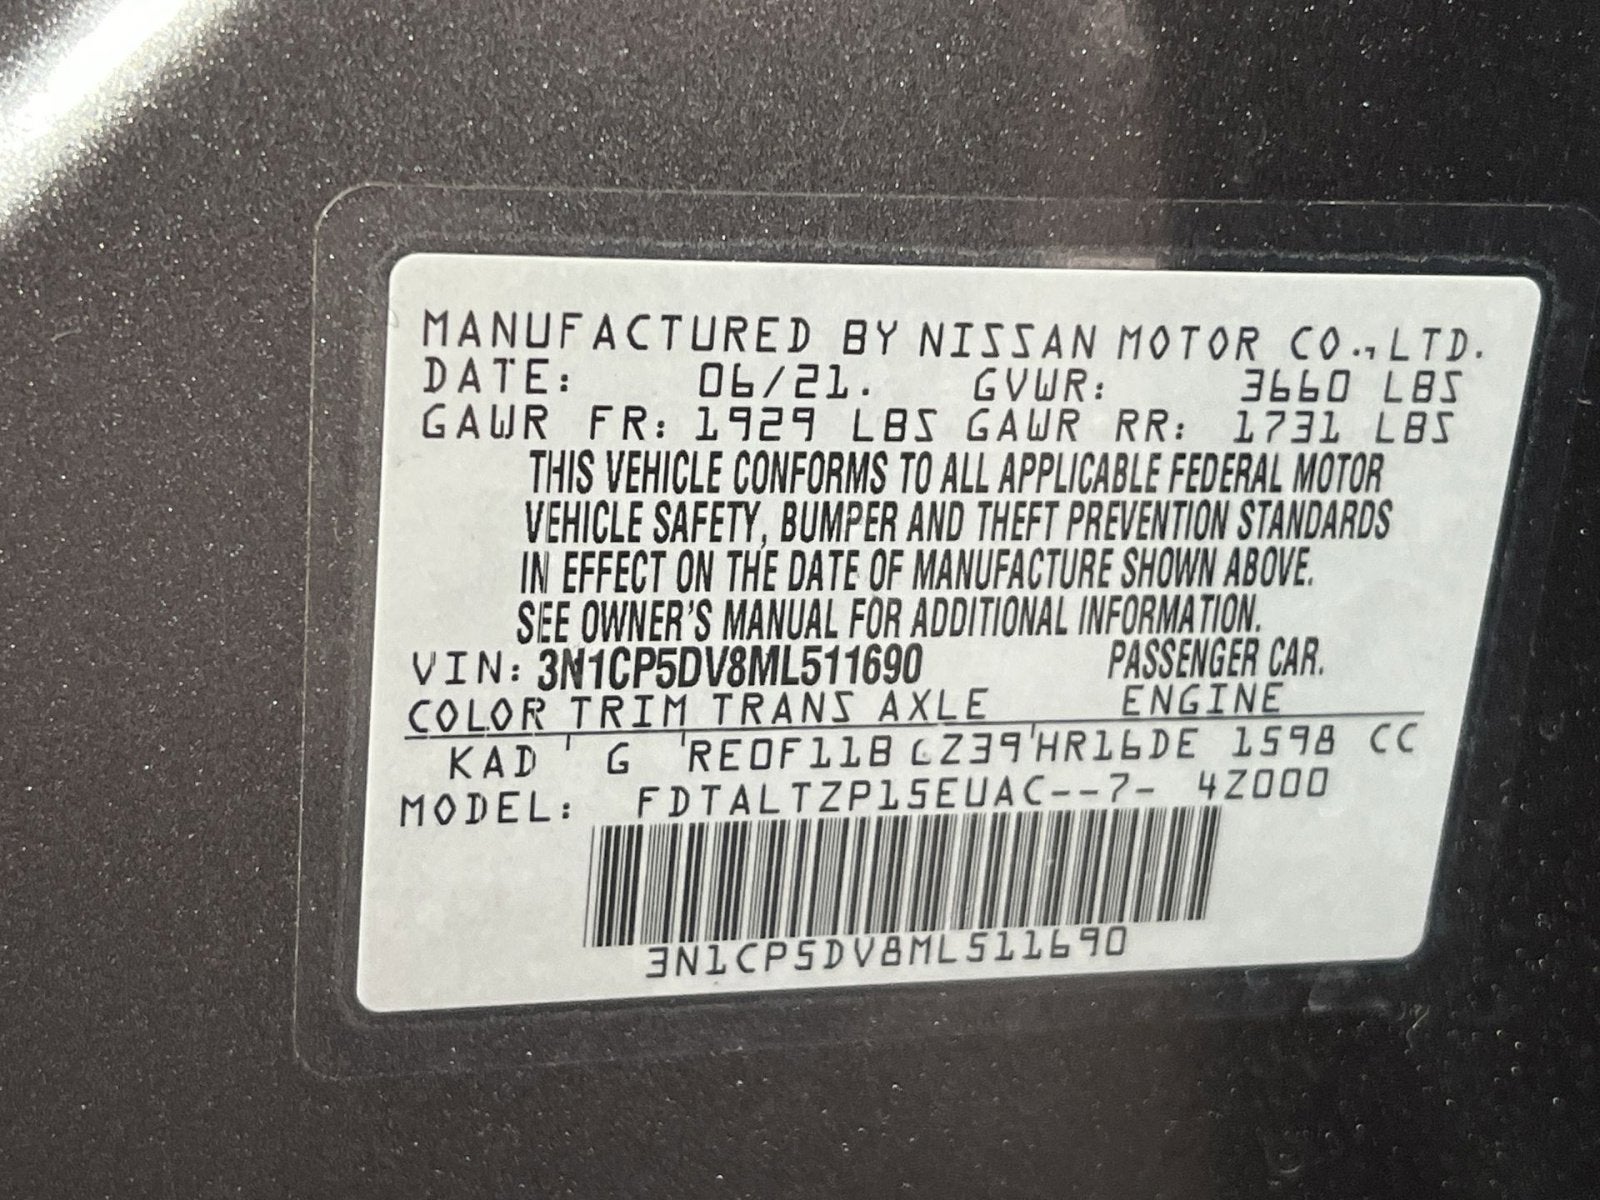 MANUFACTURED BY NISSAN MOTOR CO.,LTD.
DATE: 06/21. GVWR: 3660 LBS
GAWR FR: 1929 LBS GAWR RR: 1731 LBS
THIS VEHICLE CONFORMS TO ALL APPLICABLE FEDERAL MOTOR
VEHICLE SAFETY, BUMPER AND THEFT PREVENTION STANDARDS
IN EFFECT ON THE DATE OF MANUFACTURE SHOWN ABOVE.
SEE OWNER'S MANUAL FOR ADDITIONAL INFORMATION.
VIN: 3N1CP5DV8ML511690 PASSENGER CAR.
COLOR TRIM TRANS AXLE ENGINE
KAD ' G 'RE0F11B GZ39'HR16DE 1598 CC
MODEL: FDTALTZP15EUAC--7- 4Z000
3N1CP5DV8ML511690